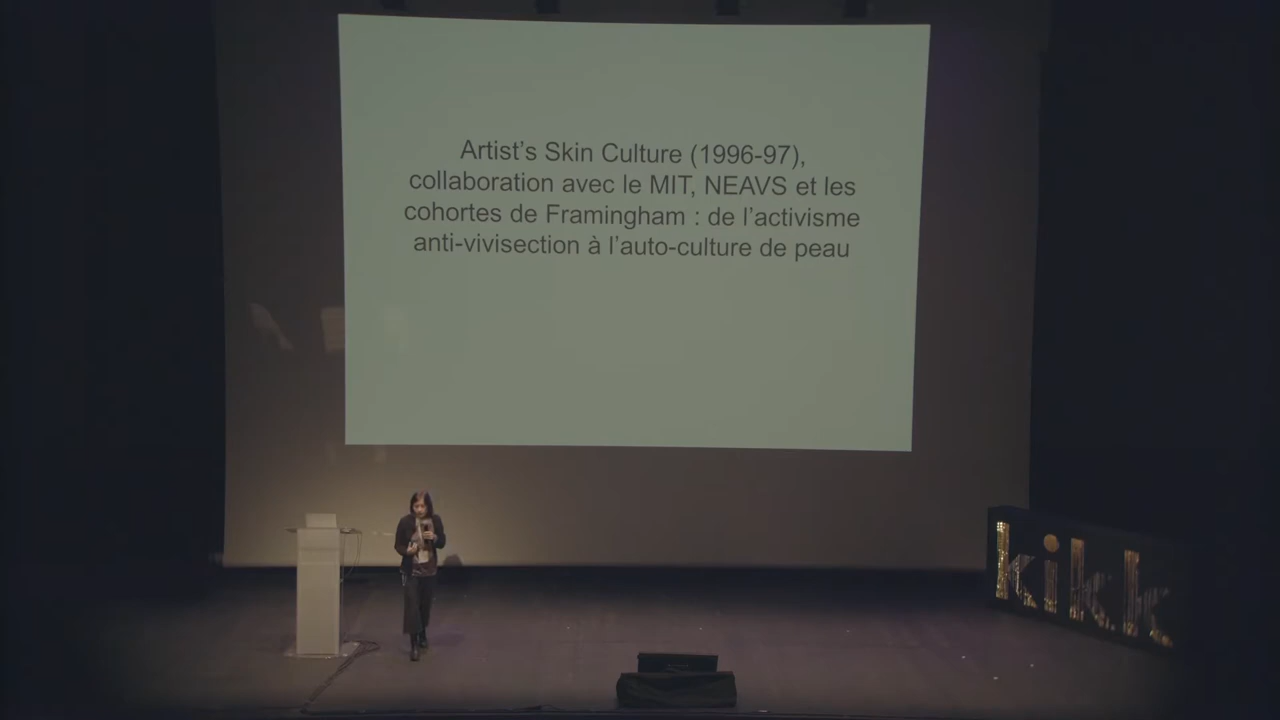 Artist’s Skin Culture (1996-97),
collaboration avec le MIT, NEAVS et les
cohortes de Framingham : de l’activisme
anti-vivisection à l’auto-culture de peau
kikk